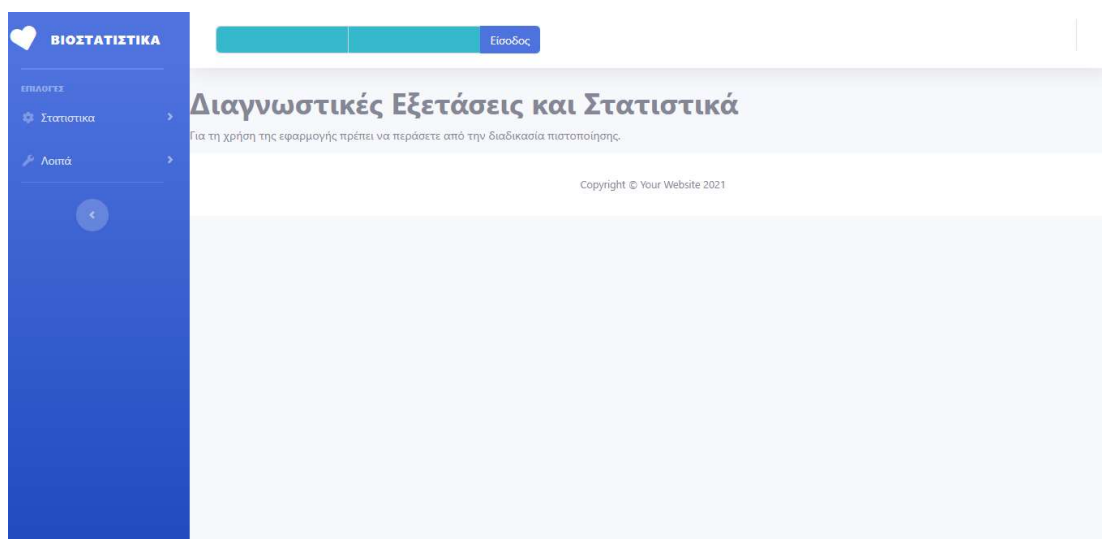 ΒΙΟΣΤΑΤΙΣΤΙΚΑ
Είσοδος
ΕΠΙΛΟΓΕΣ
Στατιστικα
Λοιπά
Διαγνωστικές Εξετάσεις και Στατιστικά
Για τη χρήση της εφαρμογής πρέπει να περάσετε από την διαδικασία πιστοποίησης.
Copyright © Your Website 2021